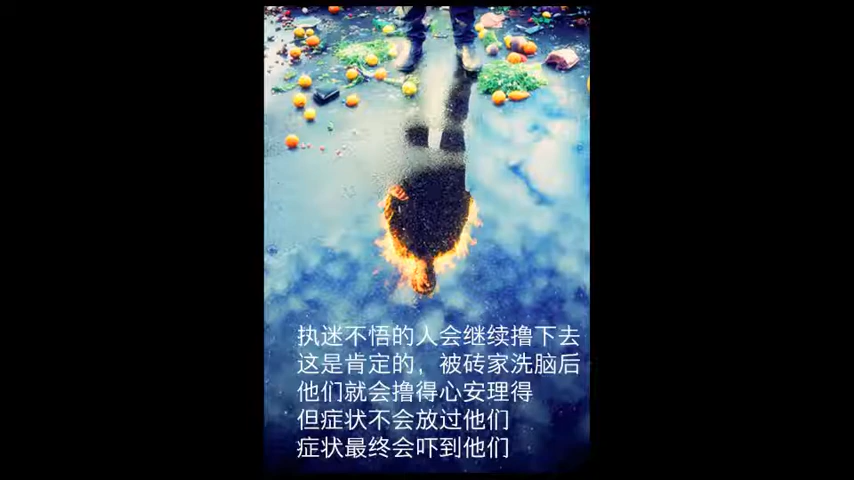 执迷不悟的人会继续撸下去
这是肯定的，被砖家洗脑后
他们就会撸得心安理得
但症状不会放过他们
症状最终会吓到他们